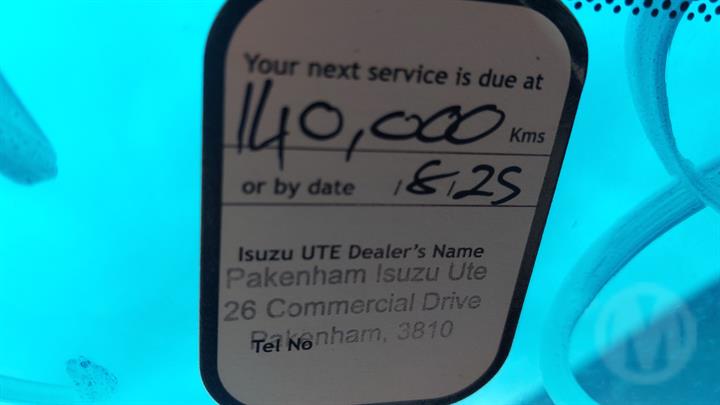 Your next service is due at
140,000 Kms
or by date / 8 / 25
Isuzu UTE Dealer's Name
Pakenham Isuzu Ute
26 Commercial Drive
Pakenham, 3810
Tel No
M